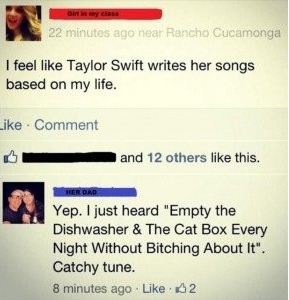 Girl in my class
22 minutes ago near Rancho Cucamonga
I feel like Taylor Swift writes her songs
based on my life.
Like · Comment
and 12 others like this.
HER DAD
Yep. I just heard "Empty the
Dishwasher & The Cat Box Every
Night Without Bitching About It".
Catchy tune.
8 minutes ago · Like · 2